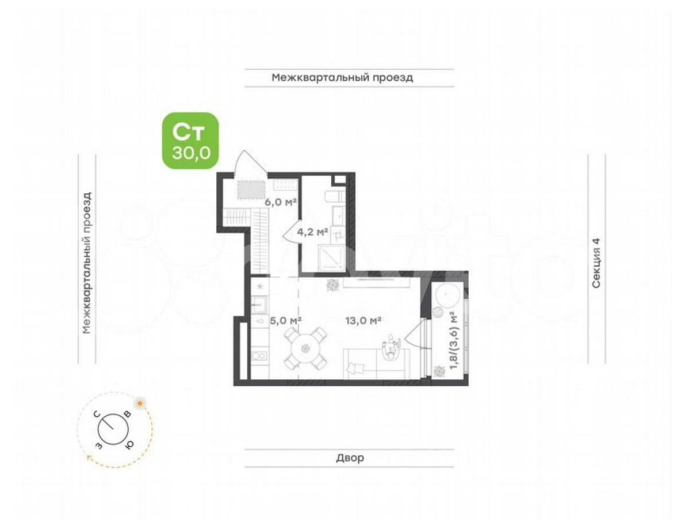 Межквартальный проезд
Ст
30,0
Межквартальный проезд
6,0 м²
4,2 м²
Секция 4
5,0 м²
13,0 м²
1,8/(3,6) м²
С
В
З
Ю
Двор